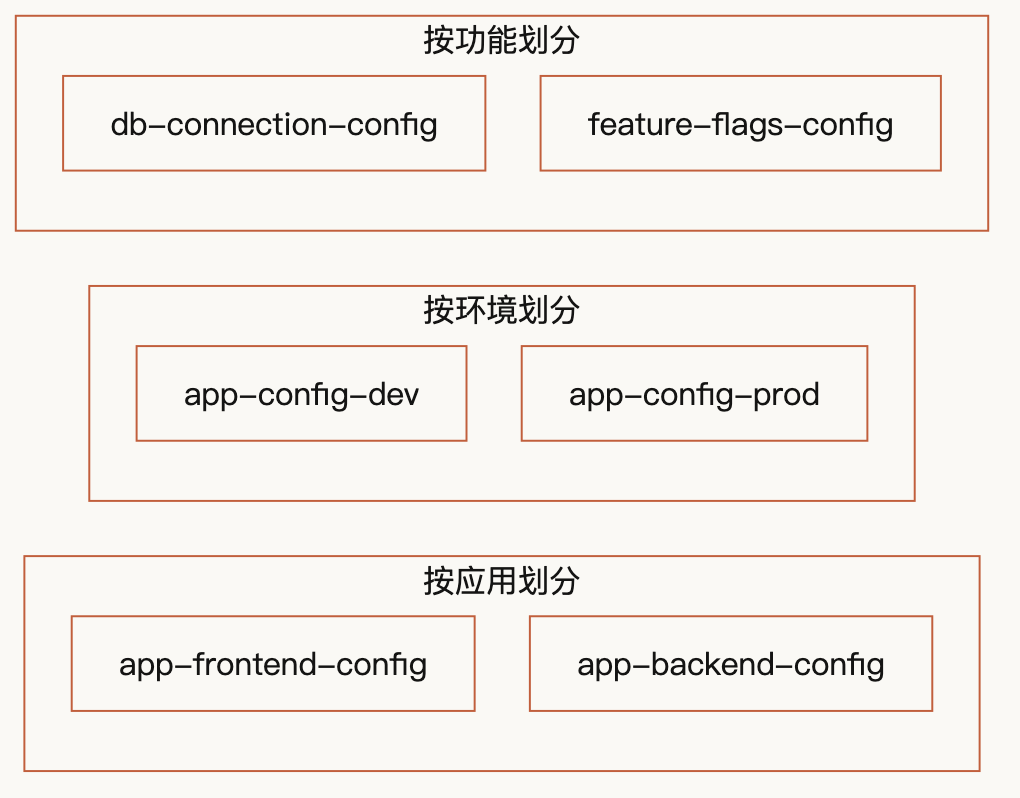 按功能划分
db-connection-config
feature-flags-config
按环境划分
app-config-dev
app-config-prod
按应用划分
app-frontend-config
app-backend-config